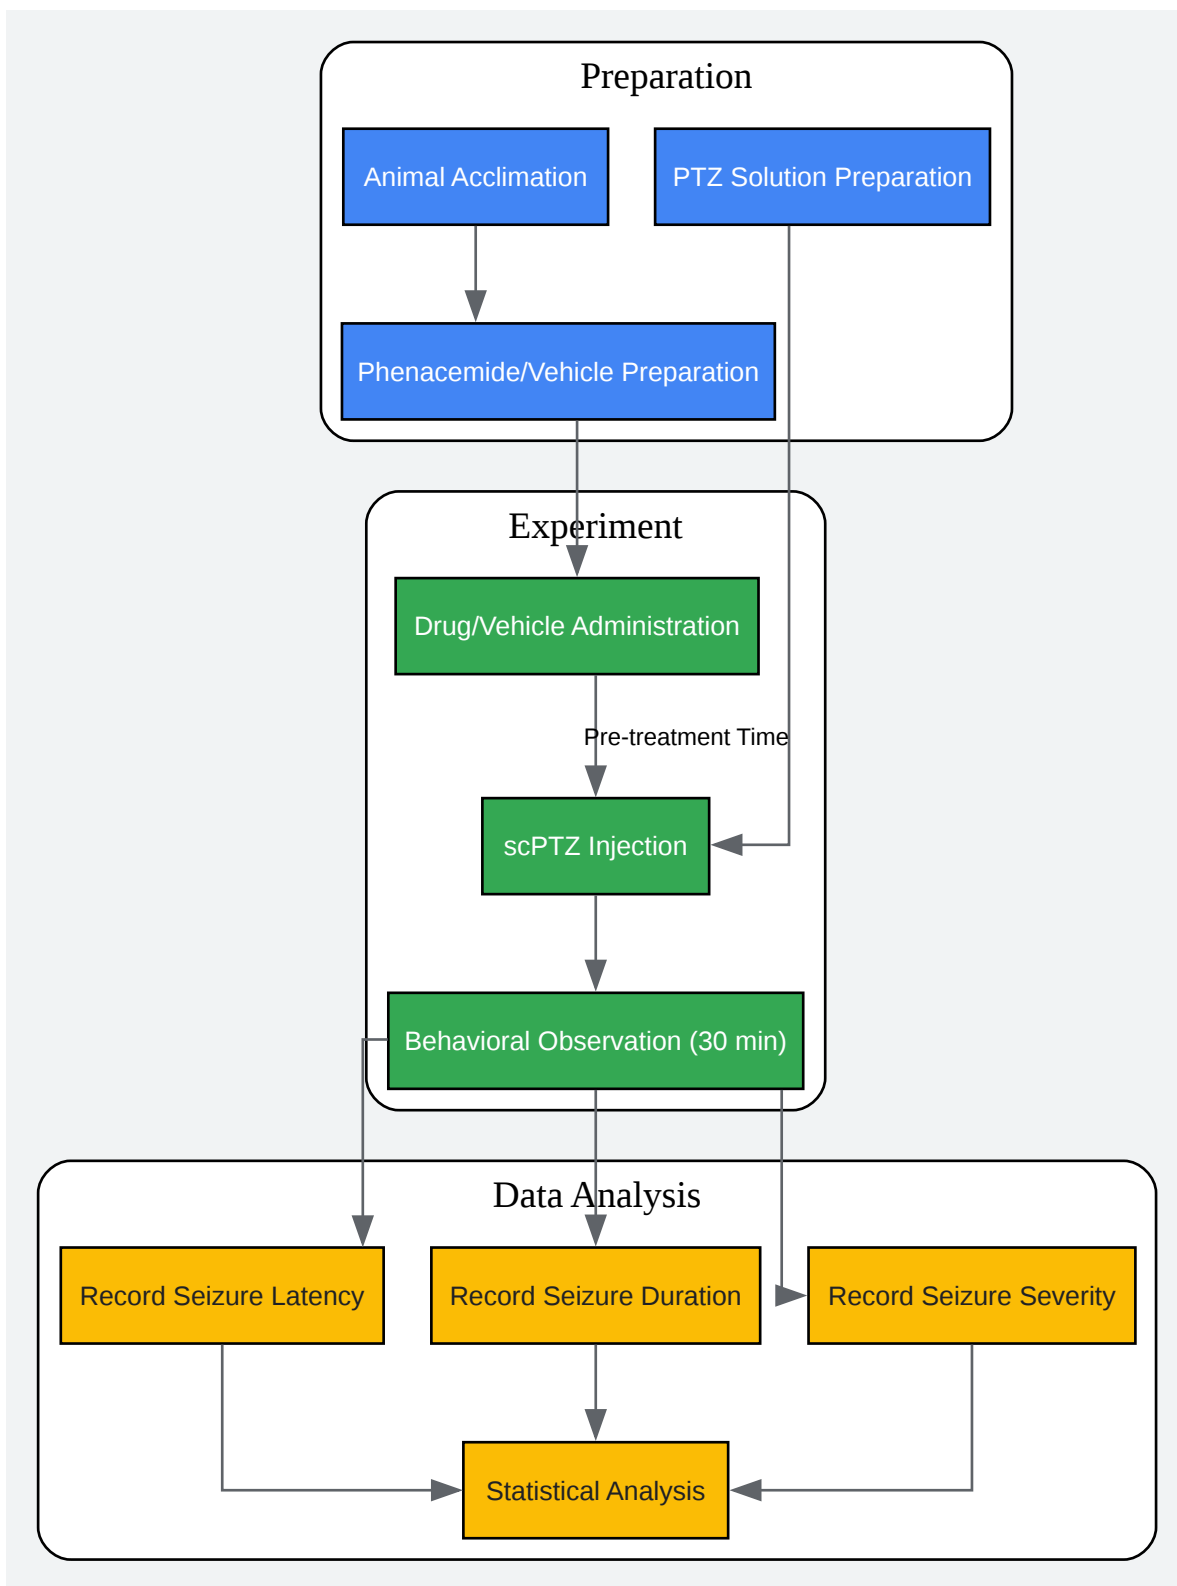 Preparation
Animal Acclimation
PTZ Solution Preparation
Phenacemide/Vehicle Preparation
Experiment
Drug/Vehicle Administration
Pre-treatment Time
scPTZ Injection
Behavioral Observation (30 min)
Data Analysis
Record Seizure Latency
Record Seizure Duration
Record Seizure Severity
Statistical Analysis